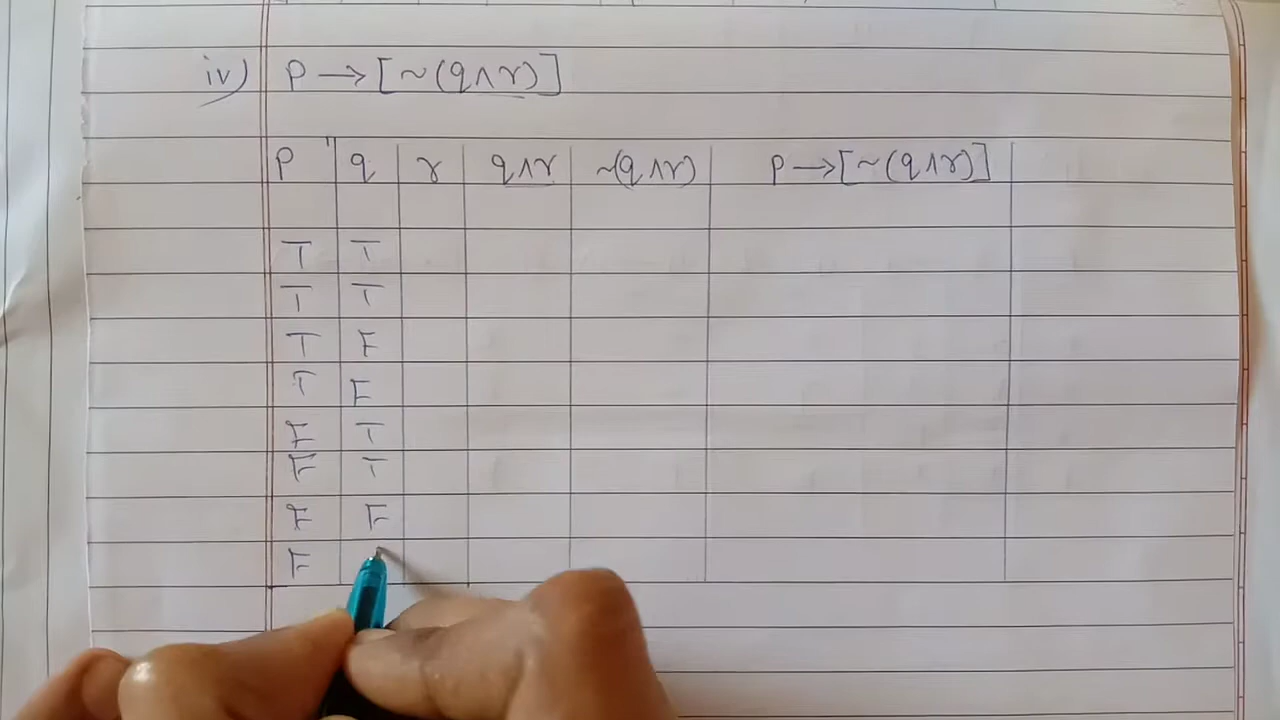 iv) p → [~(q∧r)]
p q r q∧r ~(q∧r) p → [~(q∧r)]
T T
T T
T F
T F
F T
F T
F F
F